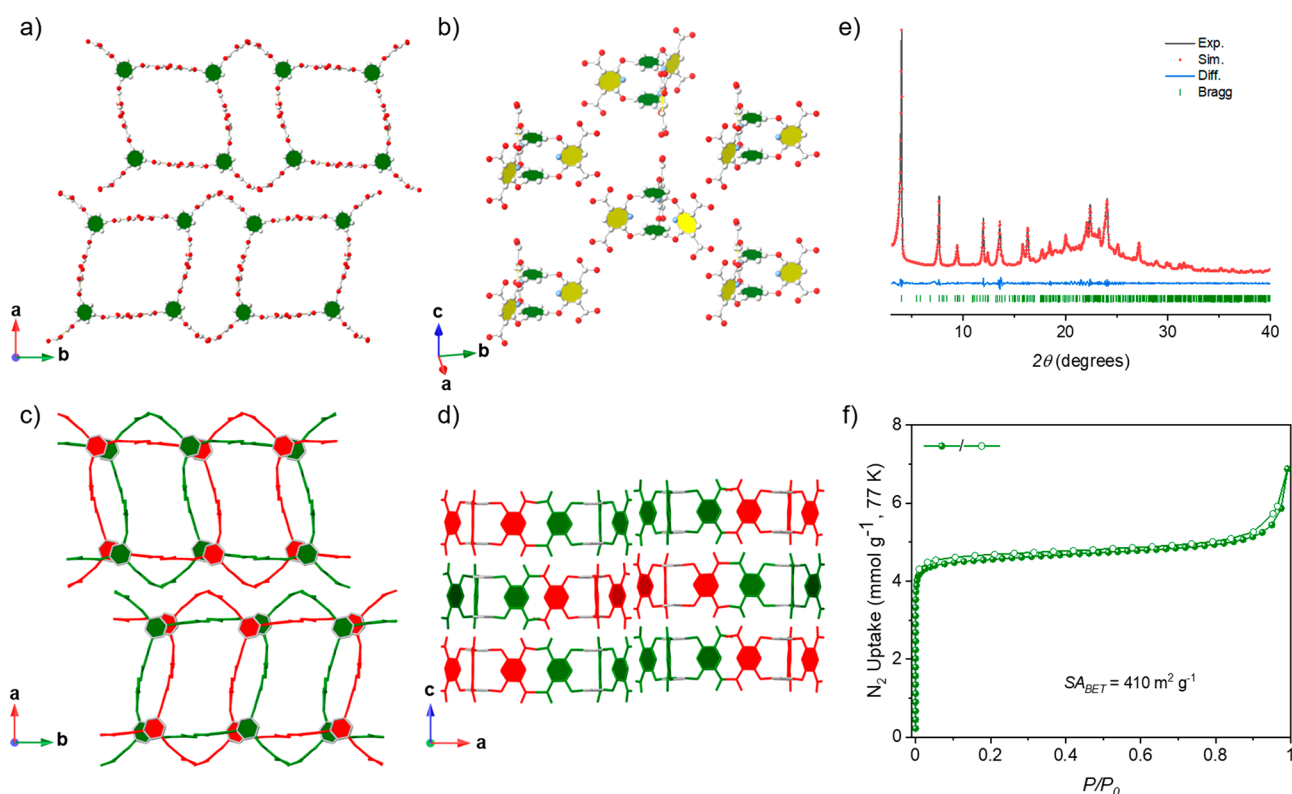 a)
b)
e)
Exp.
Sim.
Diff.
Bragg
a
b
c
b
a
10
20
30
40
2θ (degrees)
c)
d)
f)
a
b
c
a
N₂ Uptake (mmol g⁻¹, 77 K)
8
6
4
2
0
/
SA_BET = 410 m² g⁻¹
0
0.2
0.4
0.6
0.8
1
P/P₀